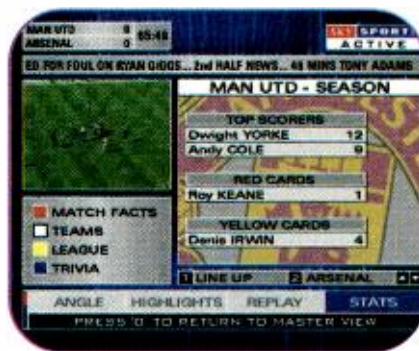 MAN UTD 0
ARSENAL 0
65:48
SKY SPORT
ACTIVE
ED FOR FOUL ON RYAN GIGGS... 2nd HALF NEWS... 46 MINS TONY ADAMS
MAN UTD - SEASON
TOP SCORERS
Dwight YORKE 12
Andy COLE 9
RED CARDS
Roy KEANE 1
YELLOW CARDS
Denis IRWIN 4
MATCH FACTS
TEAMS
LEAGUE
TRIVIA
1 LINE UP 2 ARSENAL
ANGLE HIGHLIGHTS REPLAY STATS
PRESS '0' TO RETURN TO MASTER VIEW